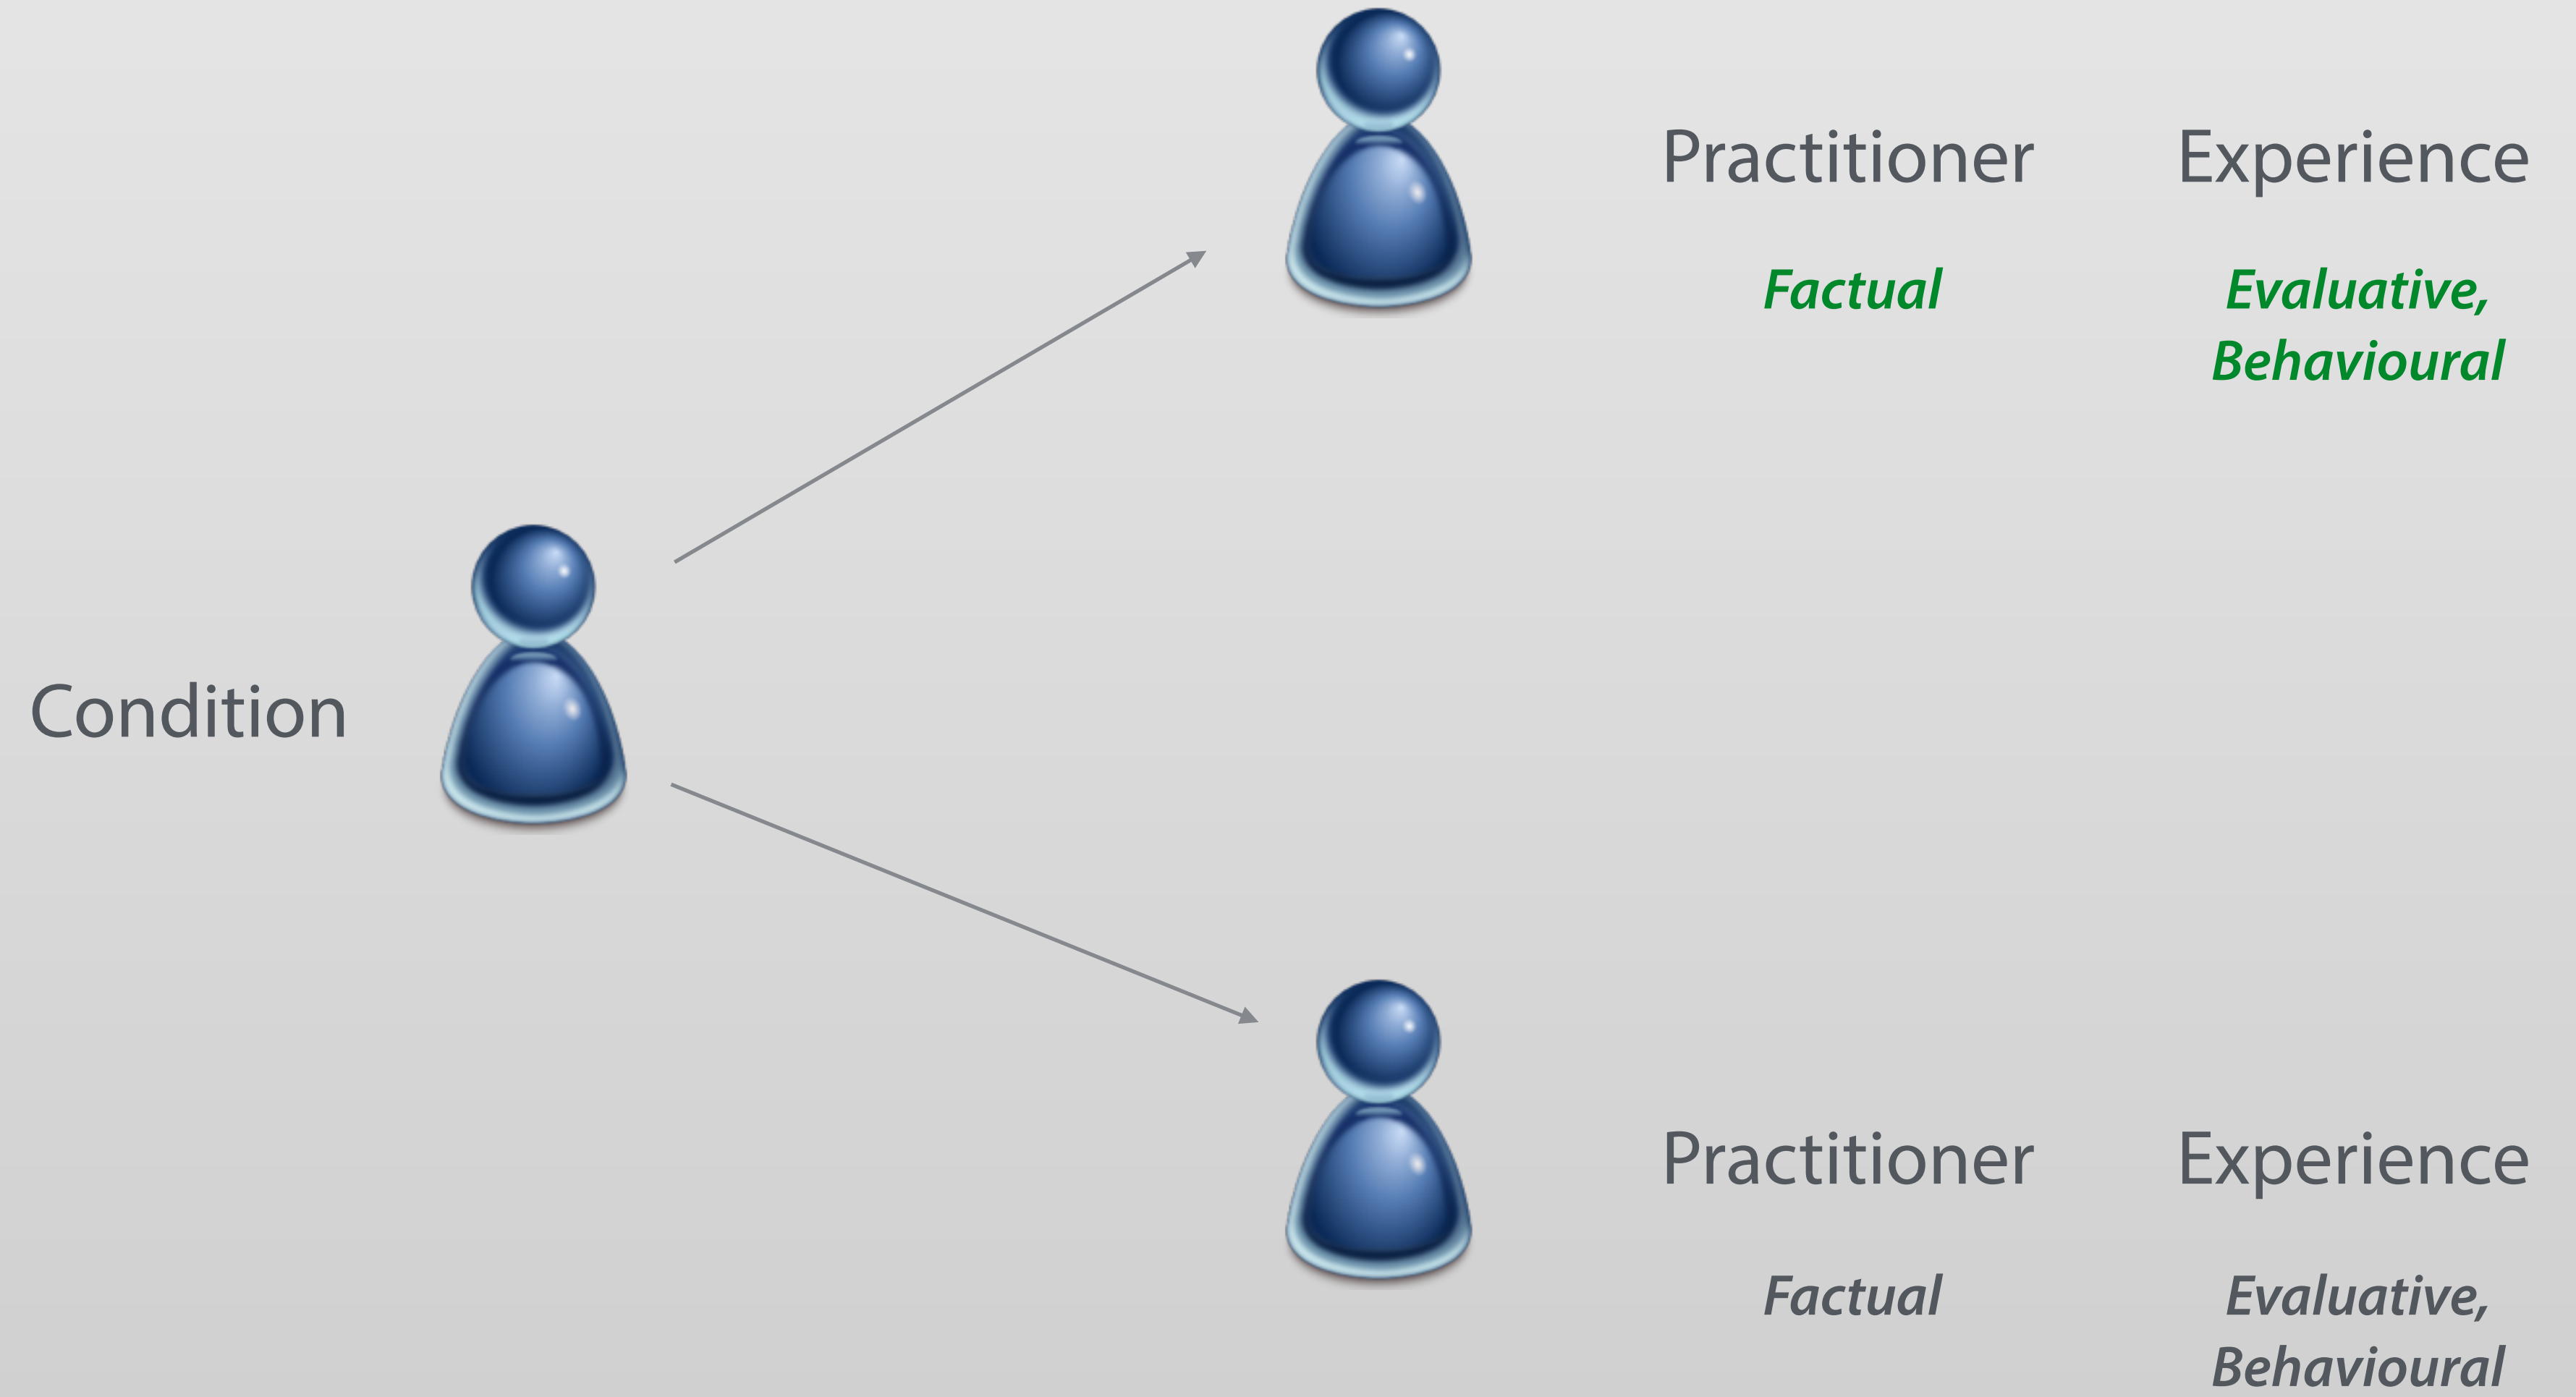 Practitioner Experience
Factual Evaluative,
Behavioural
Condition
Practitioner Experience
Factual Evaluative,
Behavioural